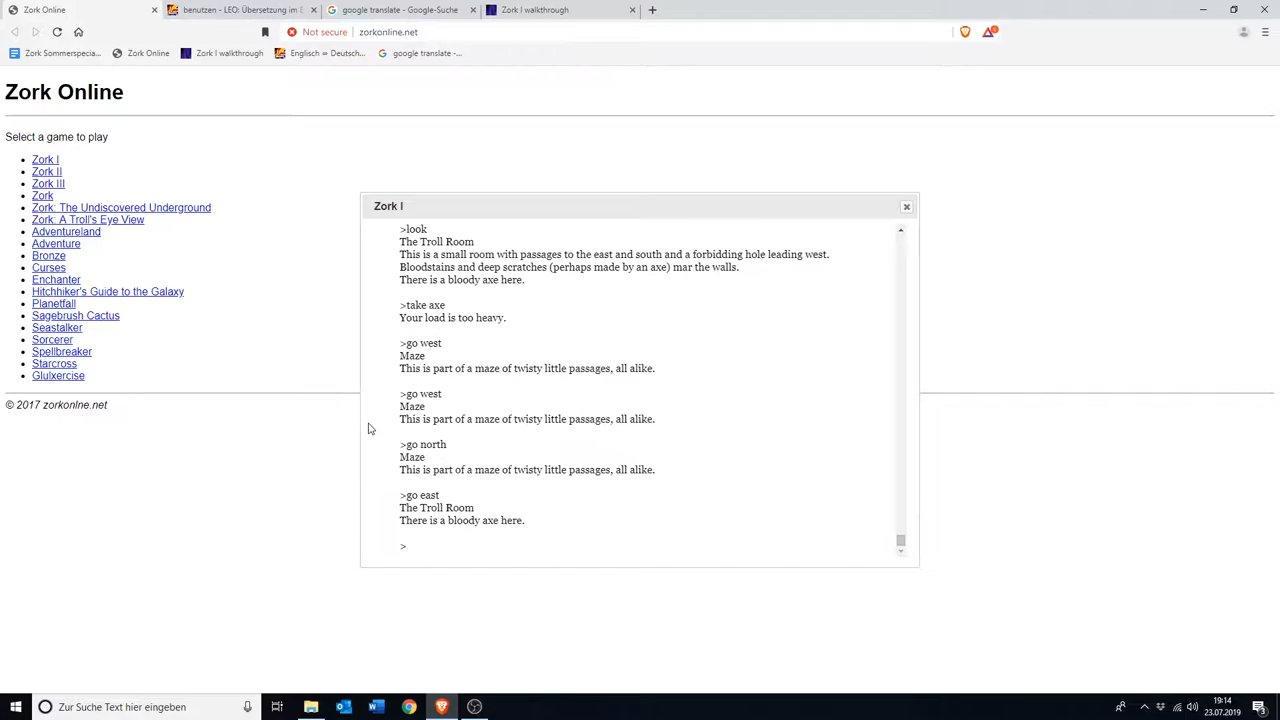 Zork Online
benutzen - LEO: Übersetzung im E
google translate - Google-Suche
Zork I walkthrough
Not secure
zorkonline.net
Zork Sommerspecia...
Zork Online
Zork I walkthrough
Englisch ⇔ Deutsch...
google translate -...
Zork Online
Select a game to play
Zork I
Zork II
Zork III
Zork
Zork: The Undiscovered Underground
Zork: A Troll's Eye View
Adventureland
Adventure
Bronze
Curses
Enchanter
Hitchhiker's Guide to the Galaxy
Planetfall
Sagebrush Cactus
Seastalker
Sorcerer
Spellbreaker
Starcross
Glulxercise
© 2017 zorkonlne.net
Zork I
>look
The Troll Room
This is a small room with passages to the east and south and a forbidding hole leading west.
Bloodstains and deep scratches (perhaps made by an axe) mar the walls.
There is a bloody axe here.
>take axe
Your load is too heavy.
>go west
Maze
This is part of a maze of twisty little passages, all alike.
>go west
Maze
This is part of a maze of twisty little passages, all alike.
>go north
Maze
This is part of a maze of twisty little passages, all alike.
>go east
The Troll Room
There is a bloody axe here.
>
Zur Suche Text hier eingeben
19:14
23.07.2019